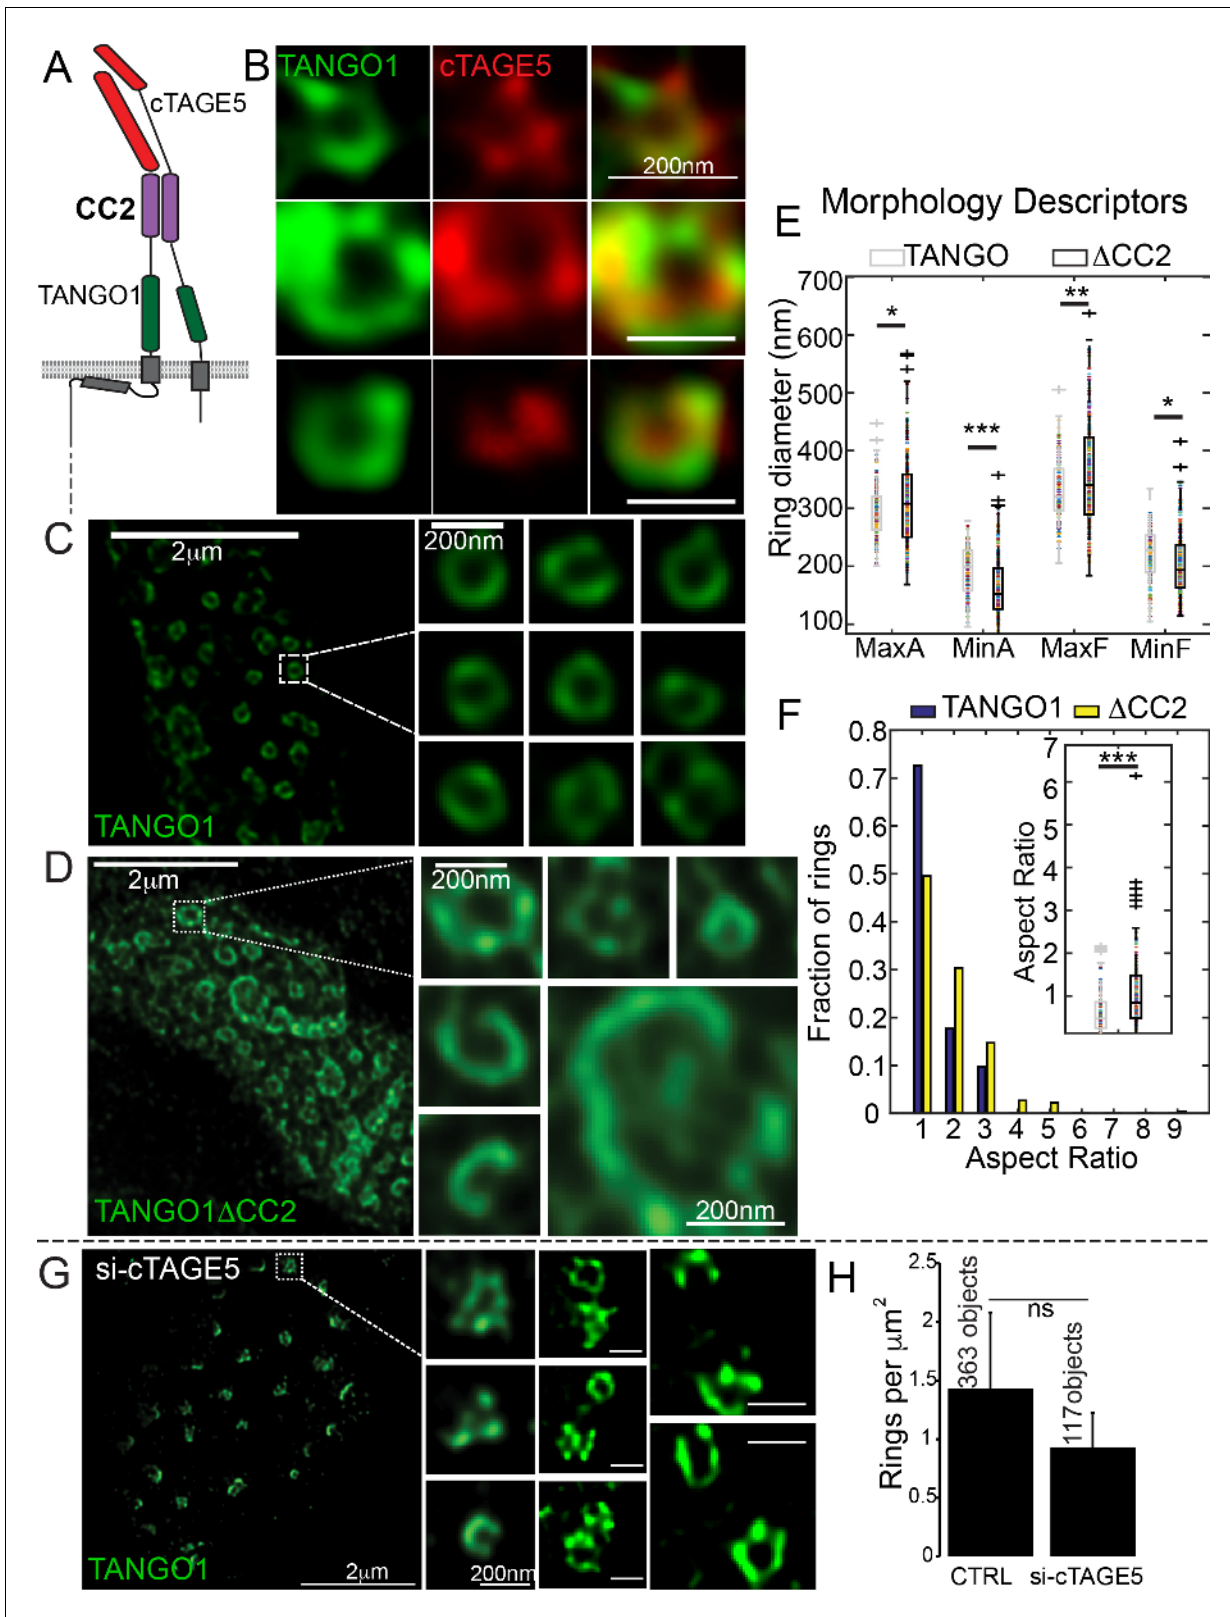 A
cTAGE5
CC2
TANGO1
B
TANGO1
cTAGE5
200nm
C
2μm
TANGO1
200nm
D
2μm
TANGO1ΔCC2
200nm
200nm
E
Morphology Descriptors
TANGO
ΔCC2
Ring diameter (nm)
700
600
500
400
300
200
100
*
***
**
*
MaxA
MinA
MaxF
MinF
F
TANGO1
ΔCC2
Fraction of rings
0.8
0.7
0.6
0.5
0.4
0.3
0.2
0.1
0
1 2 3 4 5 6 7 8 9
Aspect Ratio
Aspect Ratio
7
6
5
4
3
2
1
***
G
si-cTAGE5
TANGO1
2μm
200nm
H
Rings per μm²
2.5
2
1.5
1
0.5
0
363 objects
ns
117objects
CTRL
si-cTAGE5